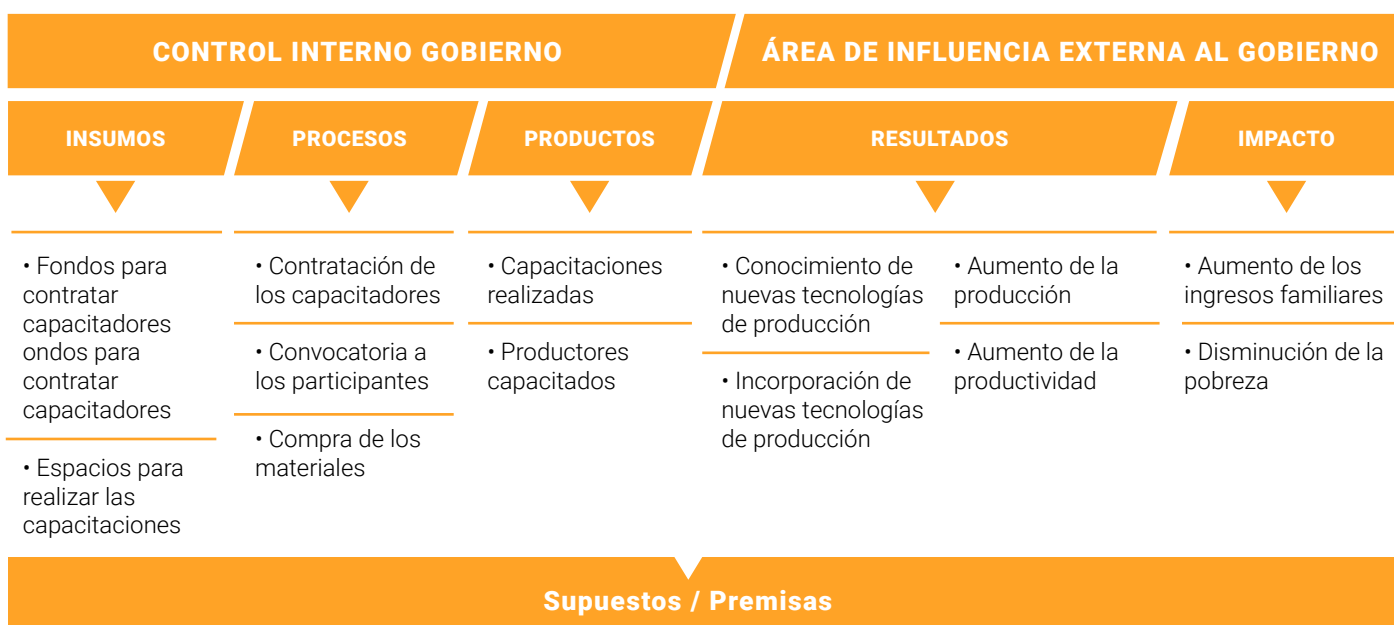 CONTROL INTERNO GOBIERNO
ÁREA DE INFLUENCIA EXTERNA AL GOBIERNO
INSUMOS
PROCESOS
PRODUCTOS
RESULTADOS
IMPACTO
• Fondos para
contratar
capacitadores
ondos para
contratar
capacitadores
• Espacios para
realizar las
capacitaciones
• Contratación de
los capacitadores
• Convocatoria a
los participantes
• Compra de los
materiales
• Capacitaciones
realizadas
• Productores
capacitados
• Conocimiento de
nuevas tecnologías
de producción
• Incorporación de
nuevas tecnologías
de producción
• Aumento de la
producción
• Aumento de la
productividad
• Aumento de los
ingresos familiares
• Disminución de la
pobreza
Supuestos / Premisas